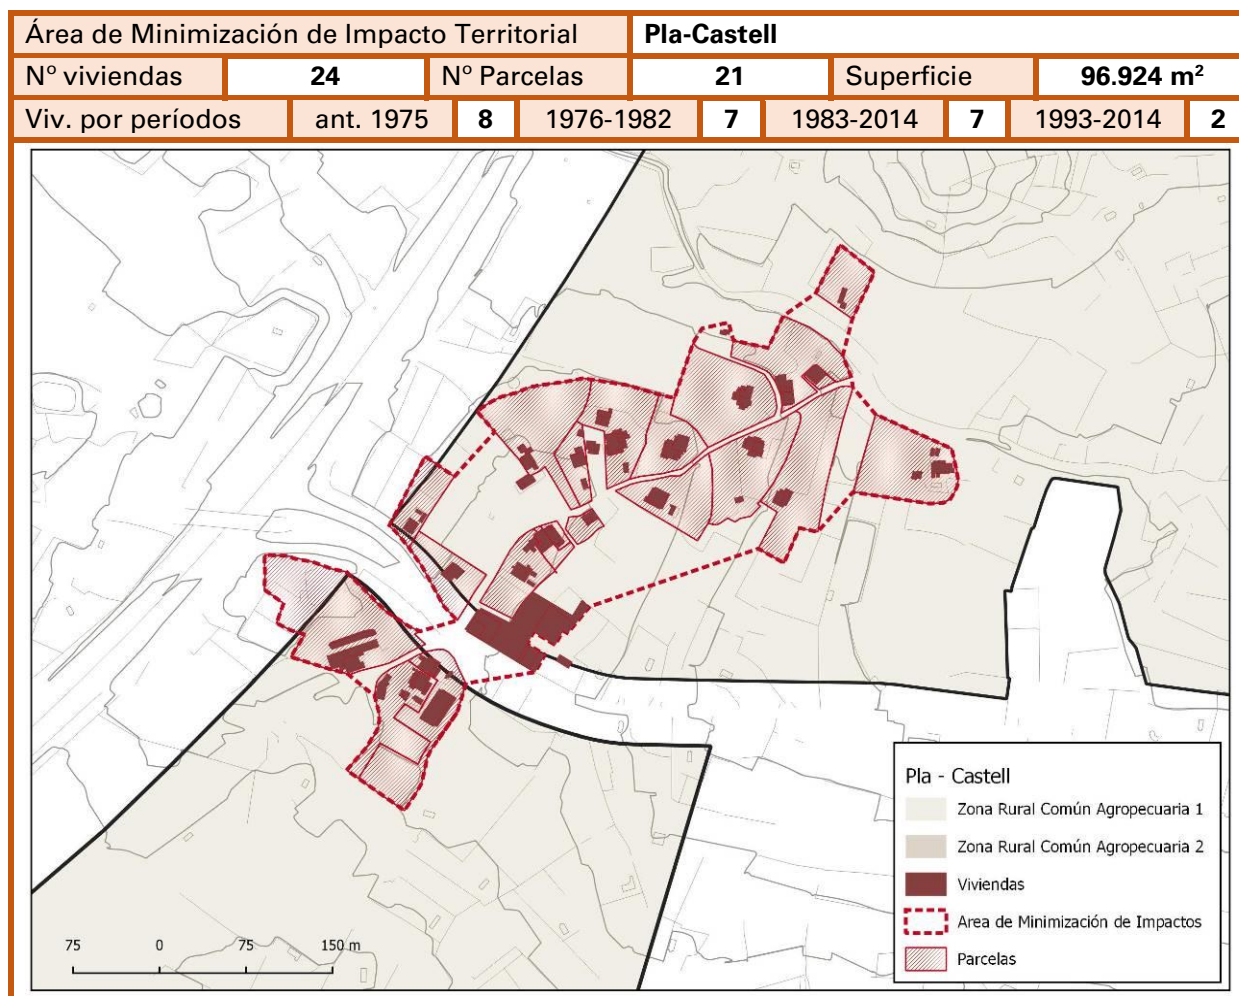 Área de Minimización de Impacto Territorial Pla-Castell
Nº viviendas 24 Nº Parcelas 21 Superficie 96.924 m²
Viv. por períodos ant. 1975 8 1976-1982 7 1983-2014 7 1993-2014 2
Pla - Castell
Zona Rural Común Agropecuaria 1
Zona Rural Común Agropecuaria 2
Viviendas
Area de Minimización de Impactos
Parcelas
75 0 75 150 m